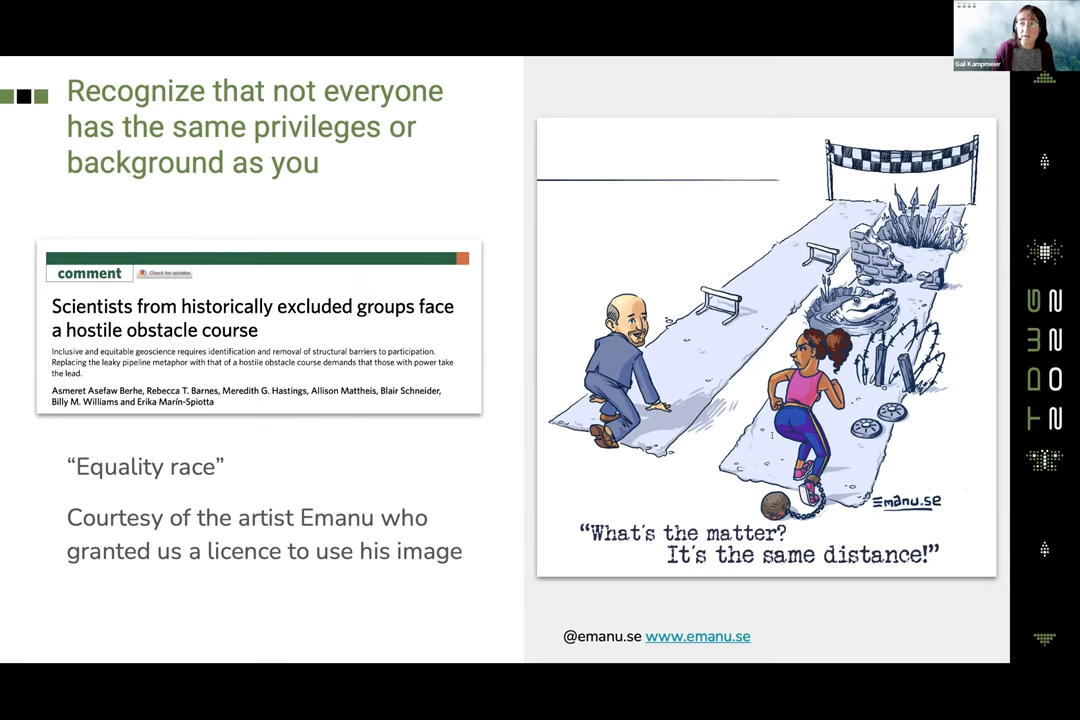 Gail Kampmeier
Recognize that not everyone
has the same privileges or
background as you
comment
Check for updates
Scientists from historically excluded groups face
a hostile obstacle course
Inclusive and equitable geoscience requires identification and removal of structural barriers to participation.
Replacing the leaky pipeline metaphor with that of a hostile obstacle course demands that those with power take
the lead.
Asmeret Asefaw Berhe, Rebecca T. Barnes, Meredith G. Hastings, Allison Mattheis, Blair Schneider,
Billy M. Williams and Erika Marín-Spiotta
“Equality race”
Courtesy of the artist Emanu who
granted us a licence to use his image
Emanu.se
“What's the matter?
It's the same distance!”
@emanu.se www.emanu.se
TDWG
2022